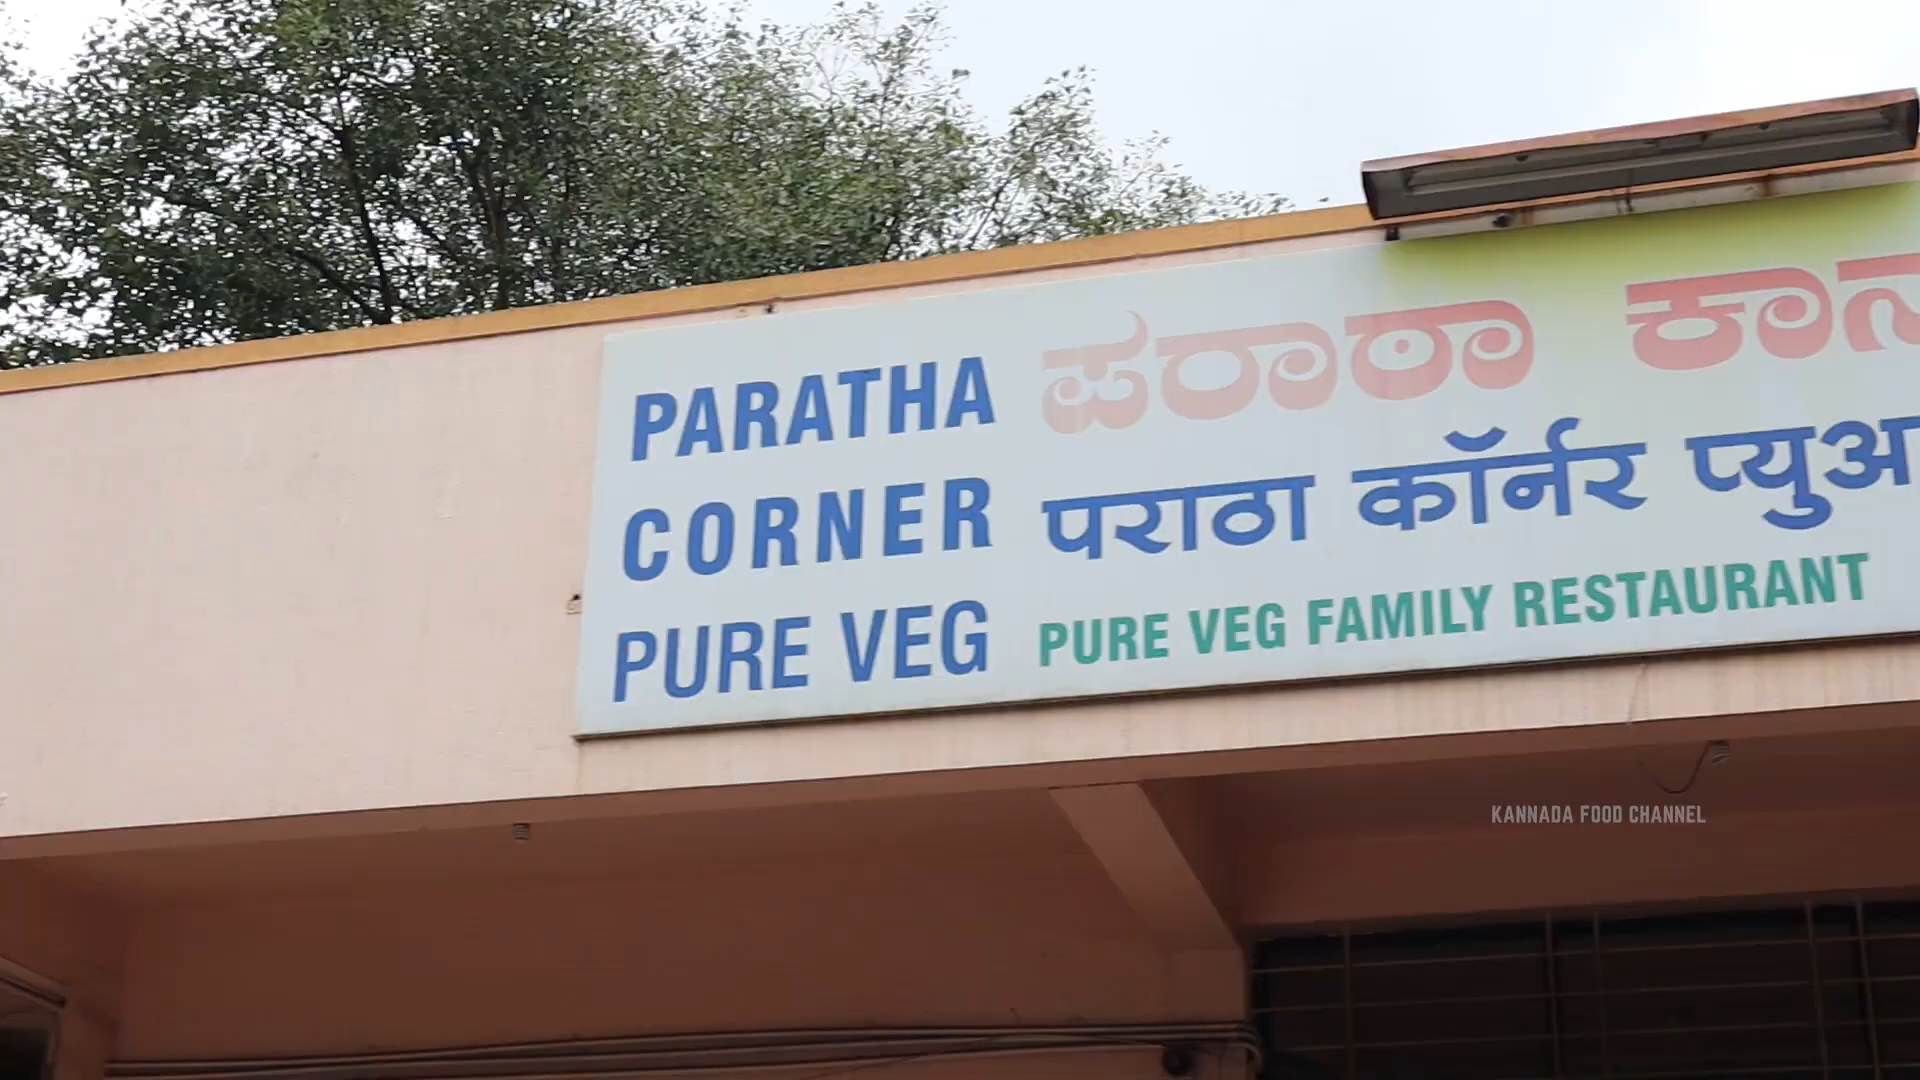 PARATHA
CORNER
PURE VEG
ಪರಾಠಾ
पराठा कॉर्नर
PURE VEG FAMILY RESTAURANT
KANNADA FOOD CHANNEL